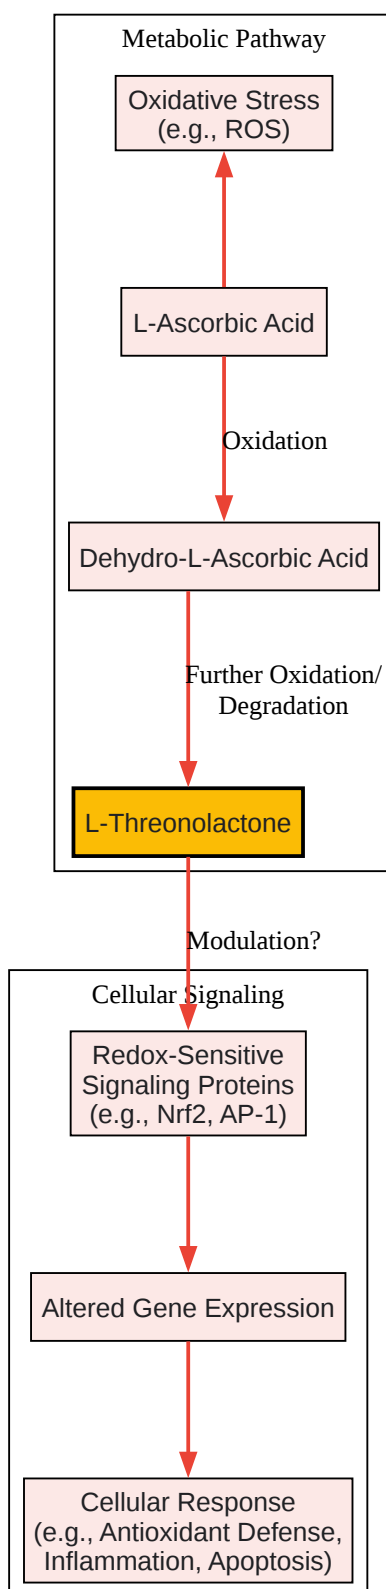 Metabolic Pathway
Oxidative Stress
(e.g., ROS)
L-Ascorbic Acid
Oxidation
Dehydro-L-Ascorbic Acid
Further Oxidation/
Degradation
L-Threonolactone
Modulation?
Cellular Signaling
Redox-Sensitive
Signaling Proteins
(e.g., Nrf2, AP-1)
Altered Gene Expression
Cellular Response
(e.g., Antioxidant Defense,
Inflammation, Apoptosis)